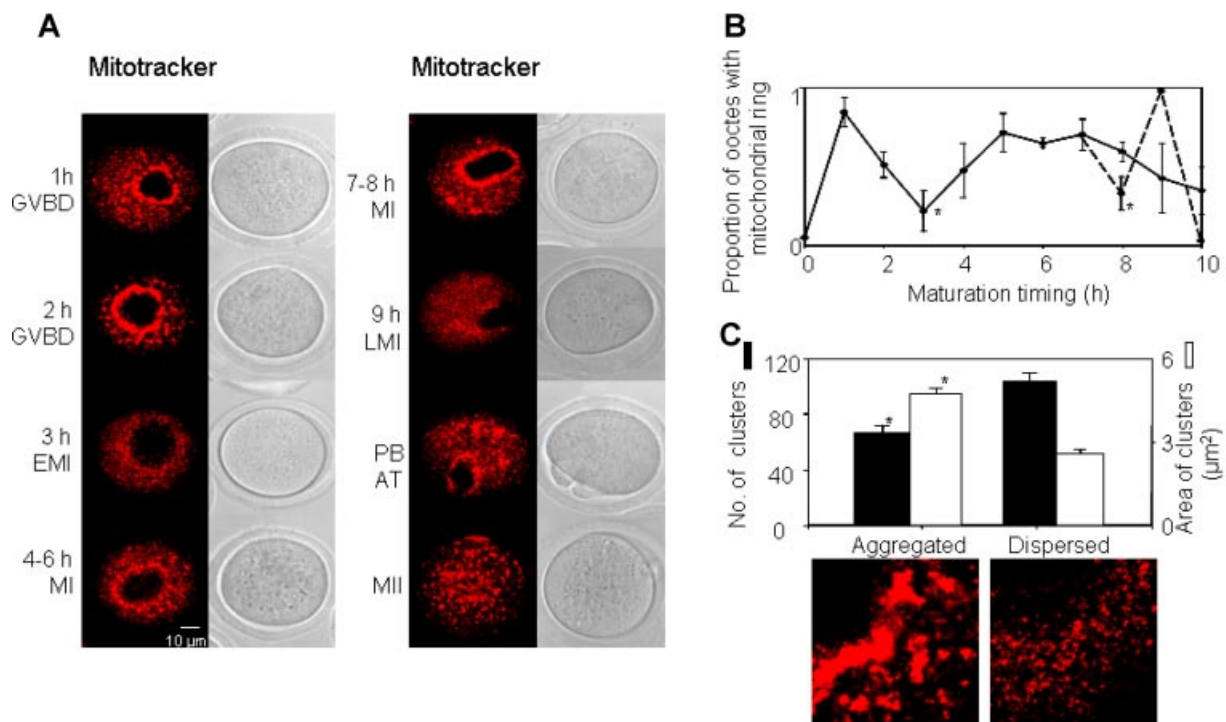 A
Mitotracker
1h
GVBD
2 h
GVBD
3 h
EMI
4-6 h
MI
10 µm
Mitotracker
7-8 h
MI
9 h
LMI
PB
AT
MII
B
Proportion of ooctes with
mitochondrial ring
1
0
0 2 4 6 8 10
* *
Maturation timing (h)
C
No. of clusters
120
80
40
0
* *
6
3
0
Area of clusters
(µm²)
Aggregated Dispersed